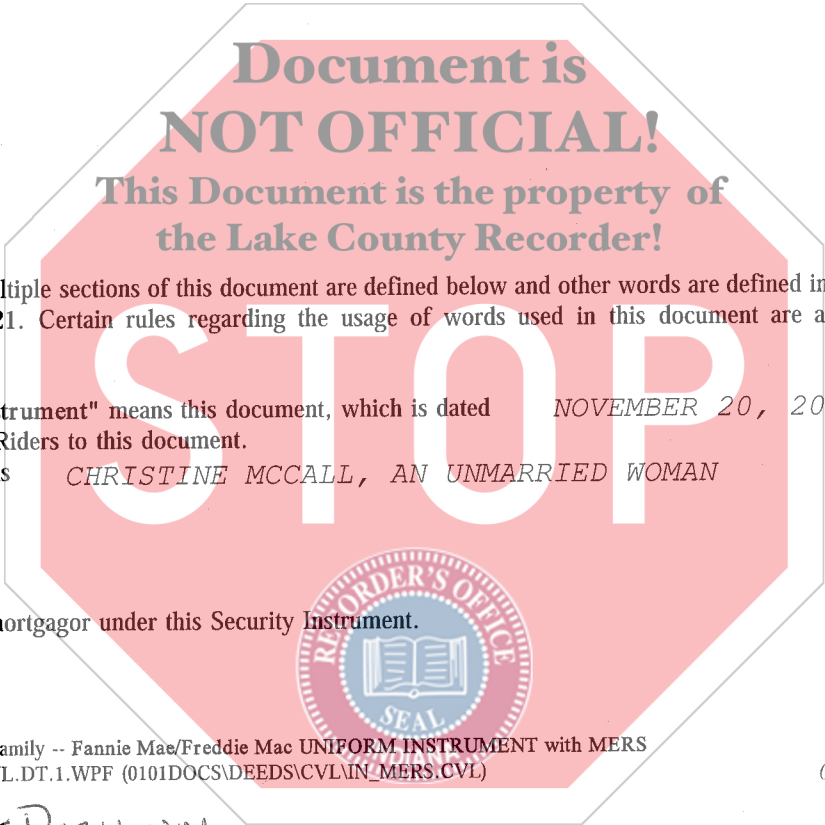 Document is
NOT OFFICIAL!
This Document is the property of
the Lake County Recorder!
ltiple sections of this document are defined below and other words are defined in
21. Certain rules regarding the usage of words used in this document are a
STOP
trument" means this document, which is dated NOVEMBER 20, 20
Riders to this document.
s CHRISTINE MCCALL, AN UNMARRIED WOMAN
RECORDER'S OFFICE
ortgagor under this Security Instrument.
SEAL
INDIANA
amily -- Fannie Mae/Freddie Mac UNIFORM INSTRUMENT with MERS
L.DT.1.WPF (0101DOCS\DEEDS\CVL\IN_MERS.CVL)